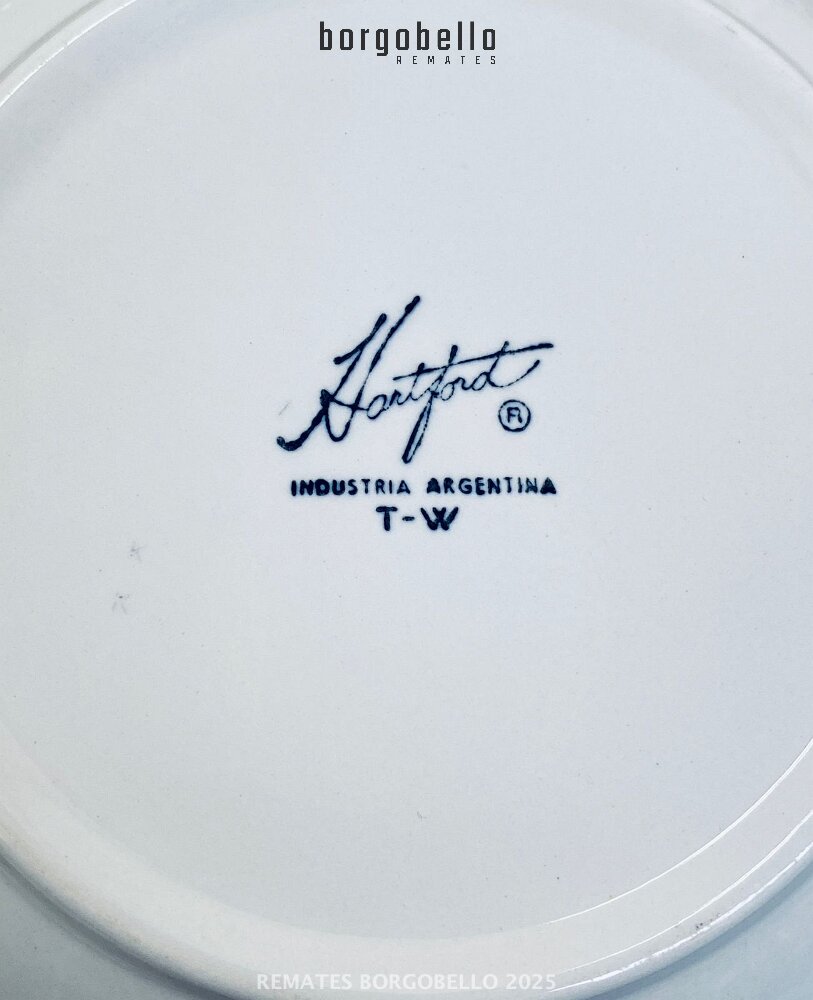 borgobello
REMATES
Hartford
®
INDUSTRIA ARGENTINA
T-W
REMATES BORGOBELLO 2025